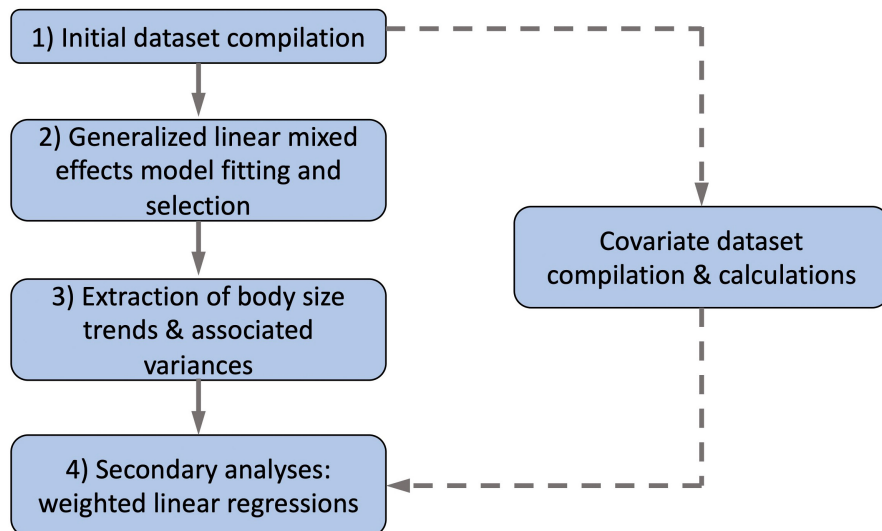 1) Initial dataset compilation
2) Generalized linear mixed
effects model fitting and
selection
3) Extraction of body size
trends & associated
variances
4) Secondary analyses:
weighted linear regressions
Covariate dataset
compilation & calculations